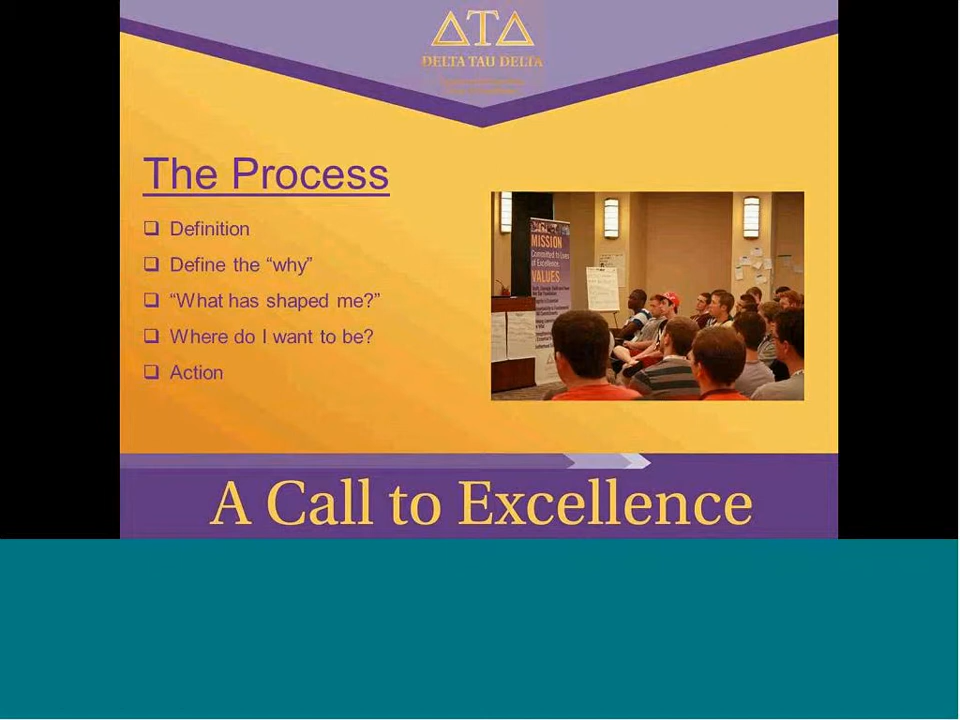 ΔΤΔ
DELTA TAU DELTA
The Process
Definition
Define the “why”
“What has shaped me?”
Where do I want to be?
Action
MISSION
Committed to Lives
of Excellence.
VALUES
A Call to Excellence